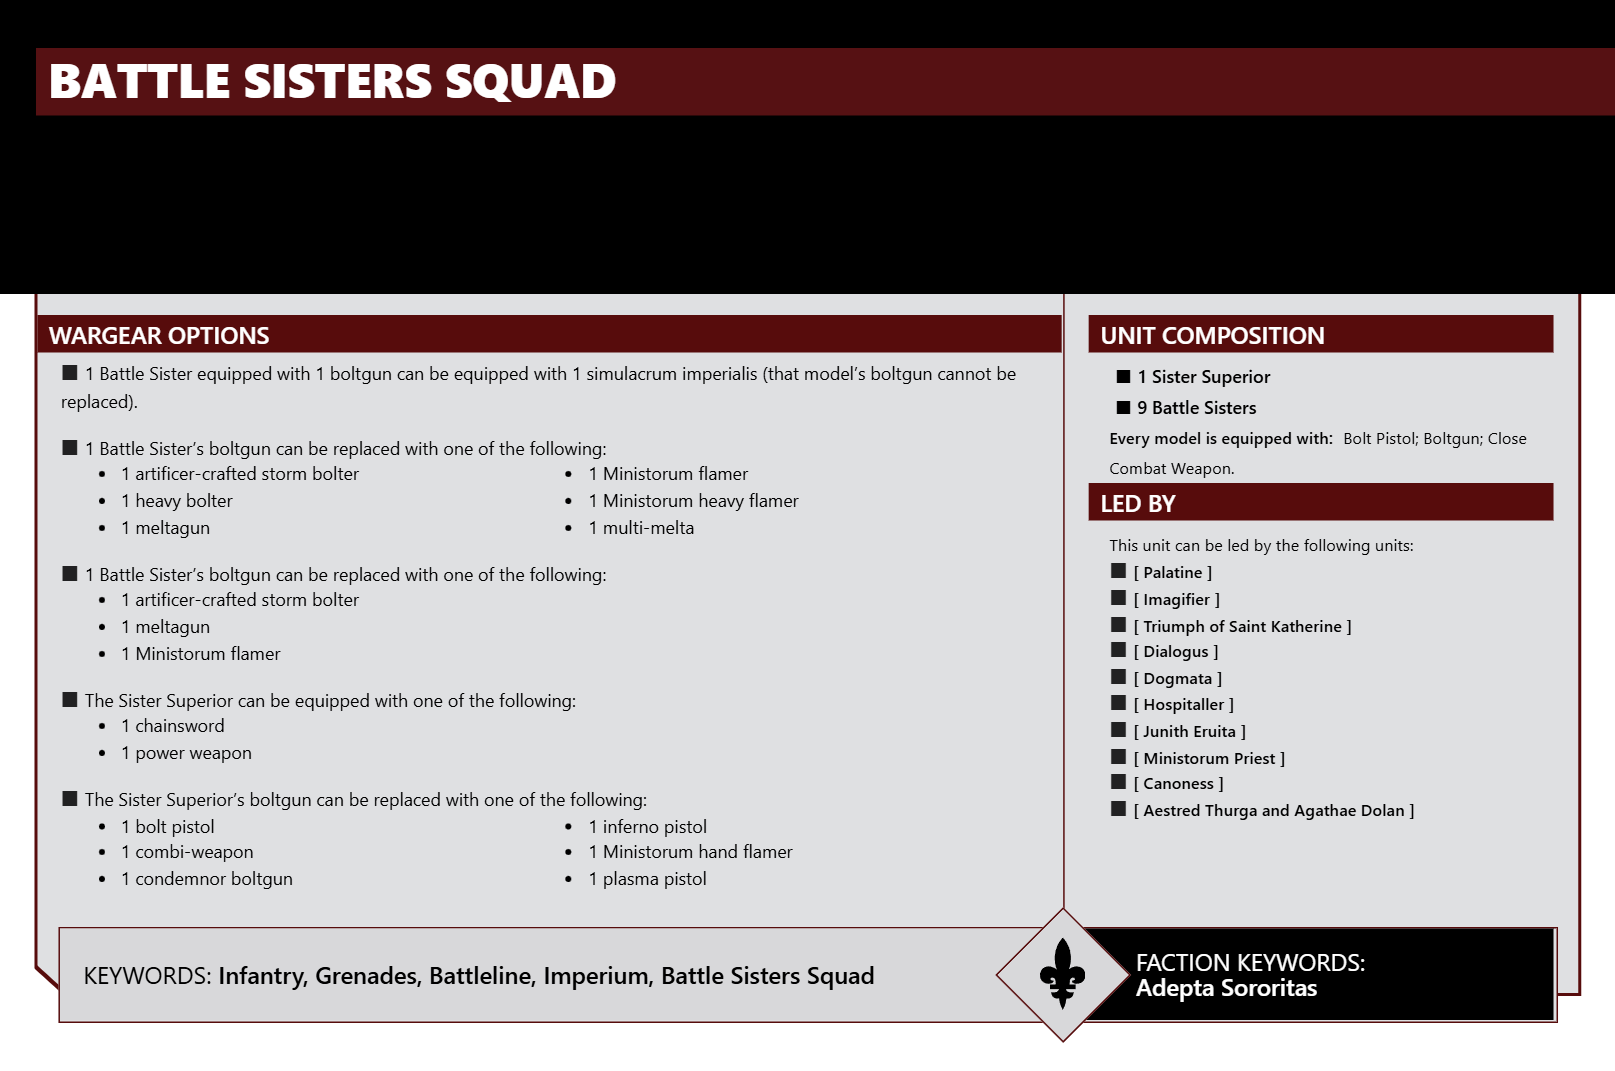 BATTLE SISTERS SQUAD
WARGEAR OPTIONS
■ 1 Battle Sister equipped with 1 boltgun can be equipped with 1 simulacrum imperialis (that model’s boltgun cannot be
replaced).
■ 1 Battle Sister’s boltgun can be replaced with one of the following:
• 1 artificer-crafted storm bolter
• 1 heavy bolter
• 1 meltagun
• 1 Ministorum flamer
• 1 Ministorum heavy flamer
• 1 multi-melta
■ 1 Battle Sister’s boltgun can be replaced with one of the following:
• 1 artificer-crafted storm bolter
• 1 meltagun
• 1 Ministorum flamer
■ The Sister Superior can be equipped with one of the following:
• 1 chainsword
• 1 power weapon
■ The Sister Superior’s boltgun can be replaced with one of the following:
• 1 bolt pistol
• 1 combi-weapon
• 1 condemnor boltgun
• 1 inferno pistol
• 1 Ministorum hand flamer
• 1 plasma pistol
UNIT COMPOSITION
■ 1 Sister Superior
■ 9 Battle Sisters
Every model is equipped with: Bolt Pistol; Boltgun; Close
Combat Weapon.
LED BY
This unit can be led by the following units:
■ [ Palatine ]
■ [ Imagifier ]
■ [ Triumph of Saint Katherine ]
■ [ Dialogus ]
■ [ Dogmata ]
■ [ Hospitaller ]
■ [ Junith Eruita ]
■ [ Ministorum Priest ]
■ [ Canoness ]
■ [ Aestred Thurga and Agathae Dolan ]
KEYWORDS: Infantry, Grenades, Battleline, Imperium, Battle Sisters Squad
FACTION KEYWORDS:
Adepta Sororitas